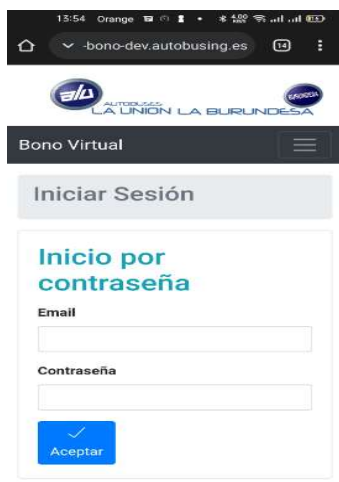 13:54 Orange
-bono-dev.autobusing.es 14
alu
AUTOBUSES
LA UNION LA BURUNDESA
Bono Virtual
Iniciar Sesión
Inicio por
contraseña
Email
Contraseña
Aceptar